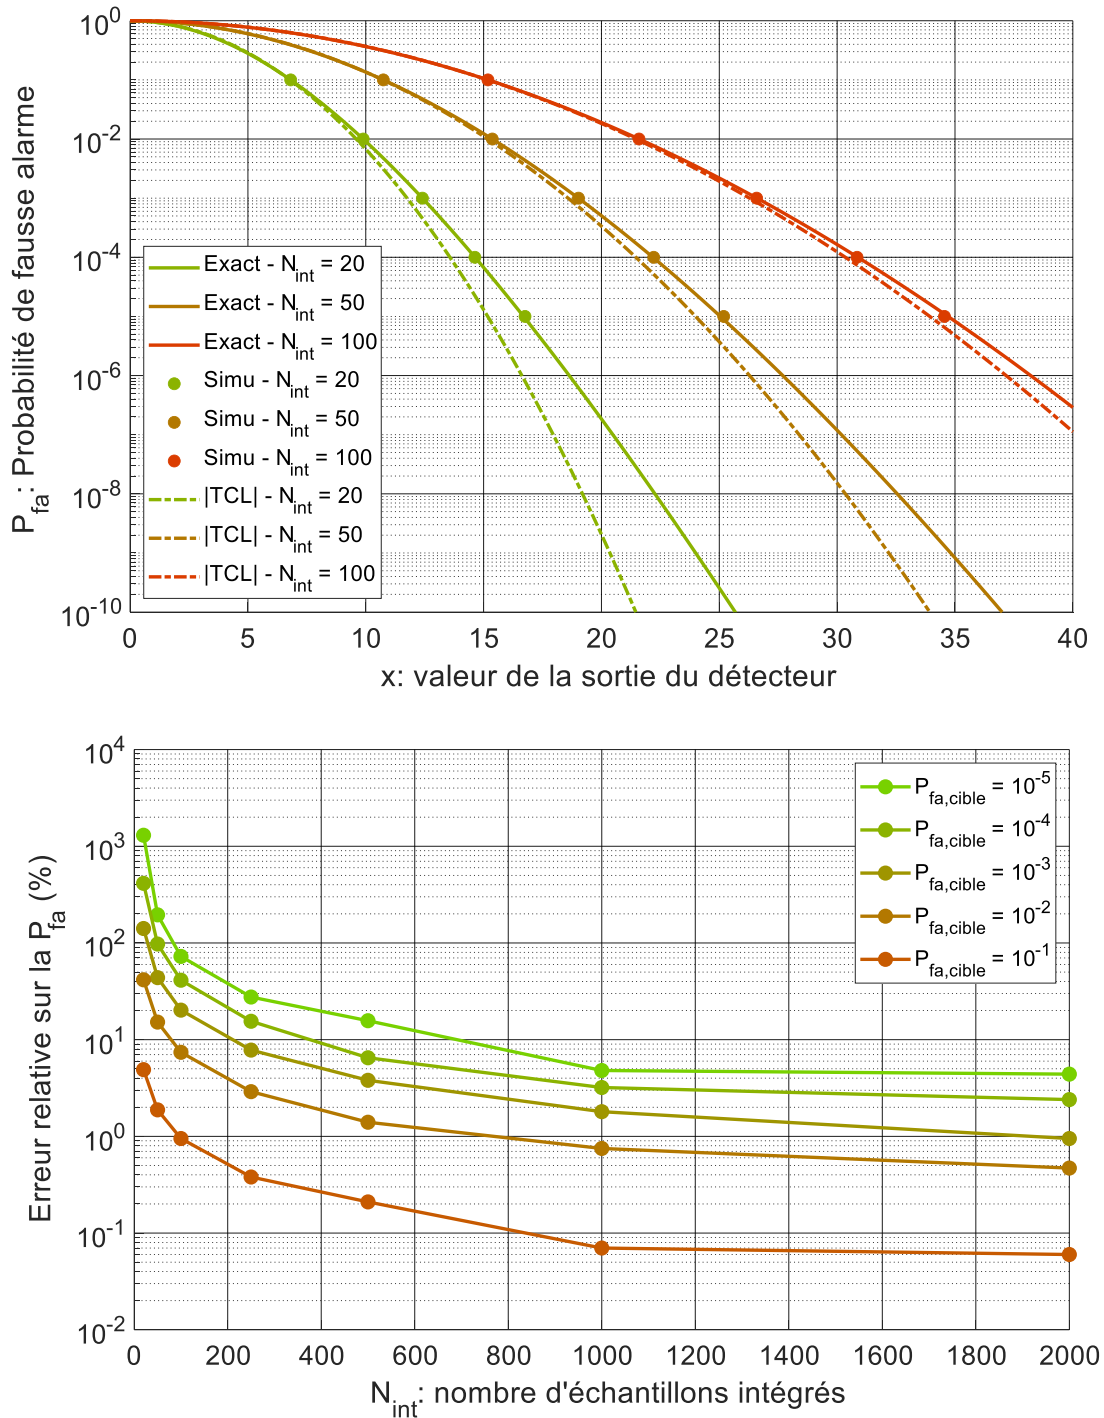 10^0
10^-2
10^-4
10^-6
10^-8
10^-10
P_fa: Probabilité de fausse alarme
Exact - N_int = 20
Exact - N_int = 50
Exact - N_int = 100
Simu - N_int = 20
Simu - N_int = 50
Simu - N_int = 100
|TCL| - N_int = 20
|TCL| - N_int = 50
|TCL| - N_int = 100
0 5 10 15 20 25 30 35 40
x: valeur de la sortie du détecteur
10^4
10^3
10^2
10^1
10^0
10^-1
10^-2
Erreur relative sur la P_fa (%)
P_fa,cible = 10^-5
P_fa,cible = 10^-4
P_fa,cible = 10^-3
P_fa,cible = 10^-2
P_fa,cible = 10^-1
0 200 400 600 800 1000 1200 1400 1600 1800 2000
N_int: nombre d'échantillons intégrés